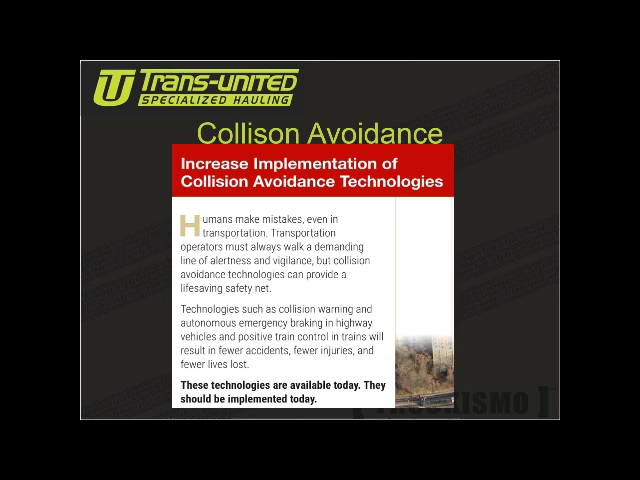 Trans-united
SPECIALIZED HAULING
Collison Avoidance
Increase Implementation of
Collision Avoidance Technologies
Humans make mistakes, even in
transportation. Transportation
operators must always walk a demanding
line of alertness and vigilance, but collision
avoidance technologies can provide a
lifesaving safety net.
Technologies such as collision warning and
autonomous emergency braking in highway
vehicles and positive train control in trains will
result in fewer accidents, fewer injuries, and
fewer lives lost.
These technologies are available today. They
should be implemented today.